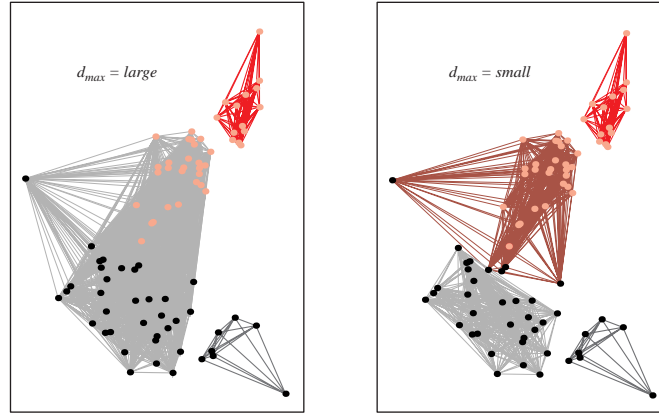 d_max = large
d_max = small